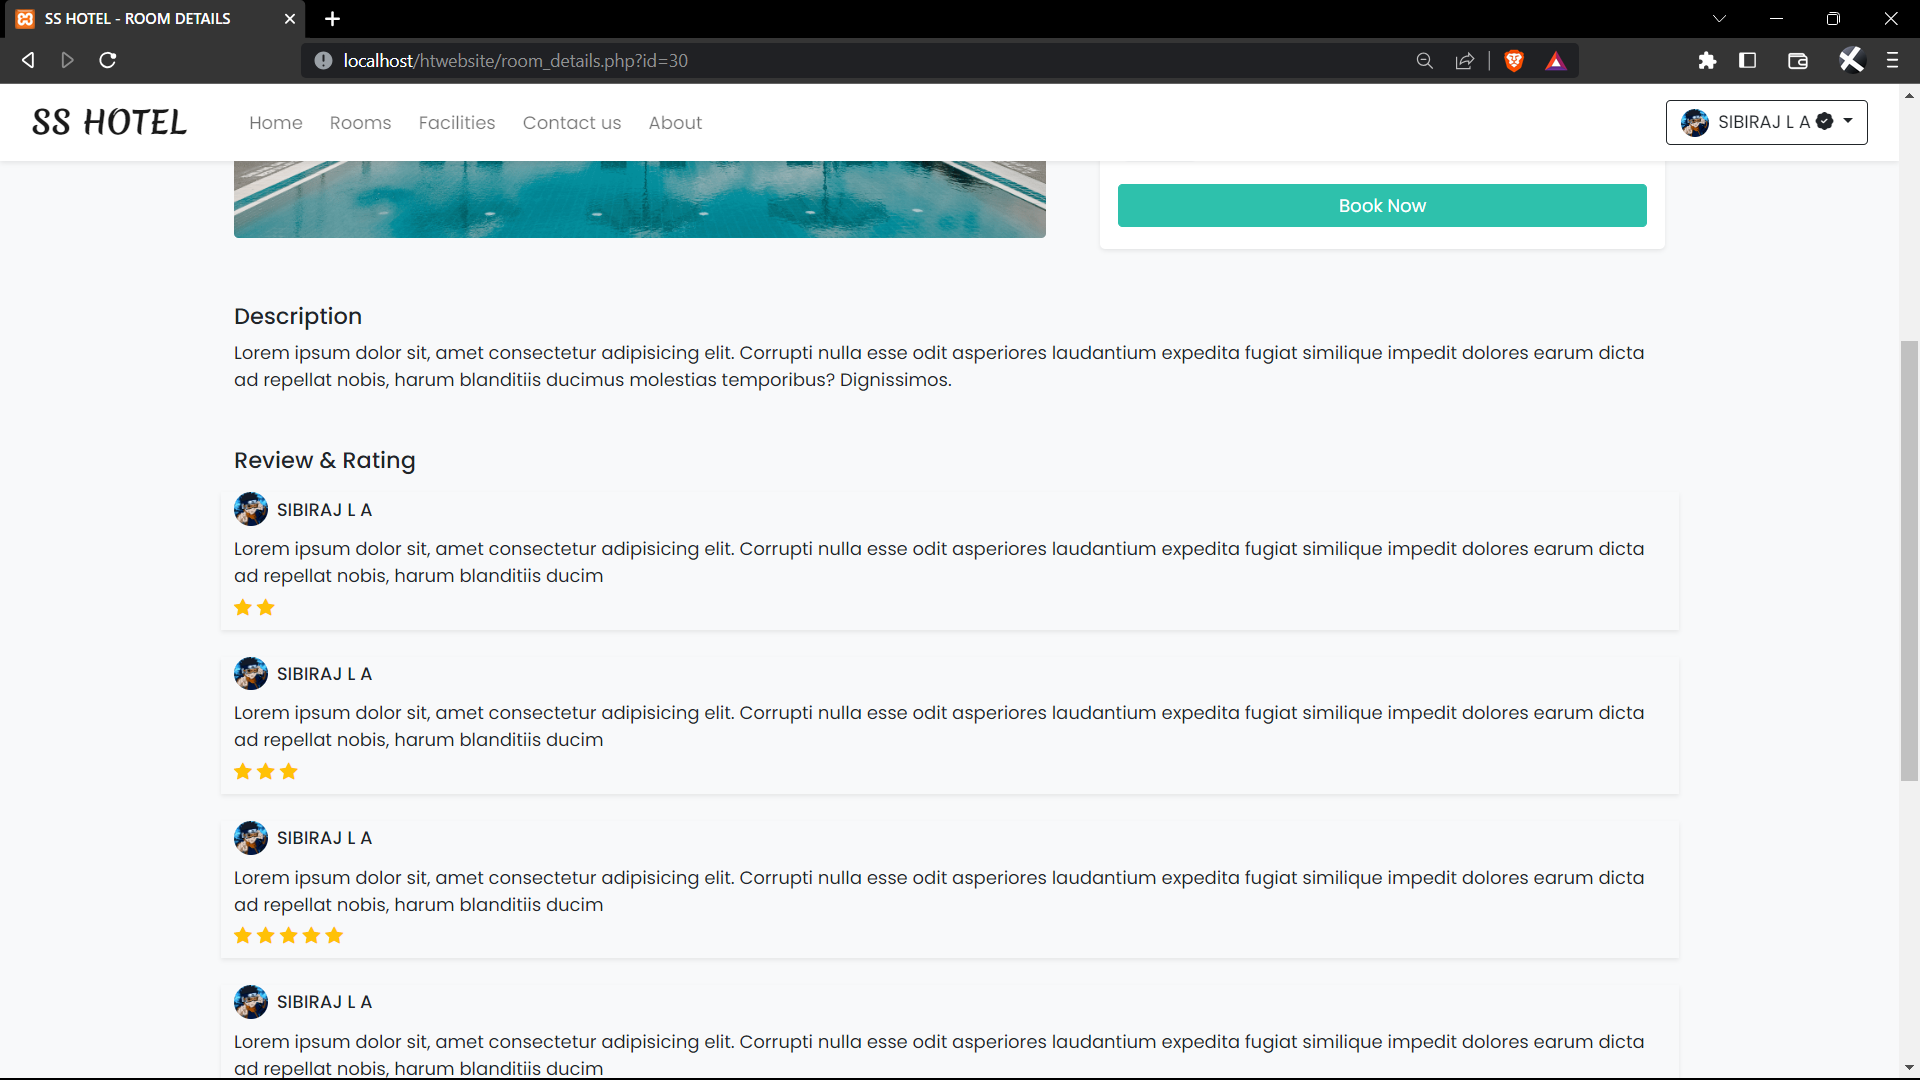 SS HOTEL - ROOM DETAILS
localhost/htwebsite/room_details.php?id=30
SS HOTEL
Home Rooms Facilities Contact us About
SIBIRAJ L A
Book Now
Description
Lorem ipsum dolor sit, amet consectetur adipisicing elit. Corrupti nulla esse odit asperiores laudantium expedita fugiat similique impedit dolores earum dicta
ad repellat nobis, harum blanditiis ducimus molestias temporibus? Dignissimos.
Review & Rating
SIBIRAJ L A
Lorem ipsum dolor sit, amet consectetur adipisicing elit. Corrupti nulla esse odit asperiores laudantium expedita fugiat similique impedit dolores earum dicta
ad repellat nobis, harum blanditiis ducim
SIBIRAJ L A
Lorem ipsum dolor sit, amet consectetur adipisicing elit. Corrupti nulla esse odit asperiores laudantium expedita fugiat similique impedit dolores earum dicta
ad repellat nobis, harum blanditiis ducim
SIBIRAJ L A
Lorem ipsum dolor sit, amet consectetur adipisicing elit. Corrupti nulla esse odit asperiores laudantium expedita fugiat similique impedit dolores earum dicta
ad repellat nobis, harum blanditiis ducim
SIBIRAJ L A
Lorem ipsum dolor sit, amet consectetur adipisicing elit. Corrupti nulla esse odit asperiores laudantium expedita fugiat similique impedit dolores earum dicta
ad repellat nobis, harum blanditiis ducim